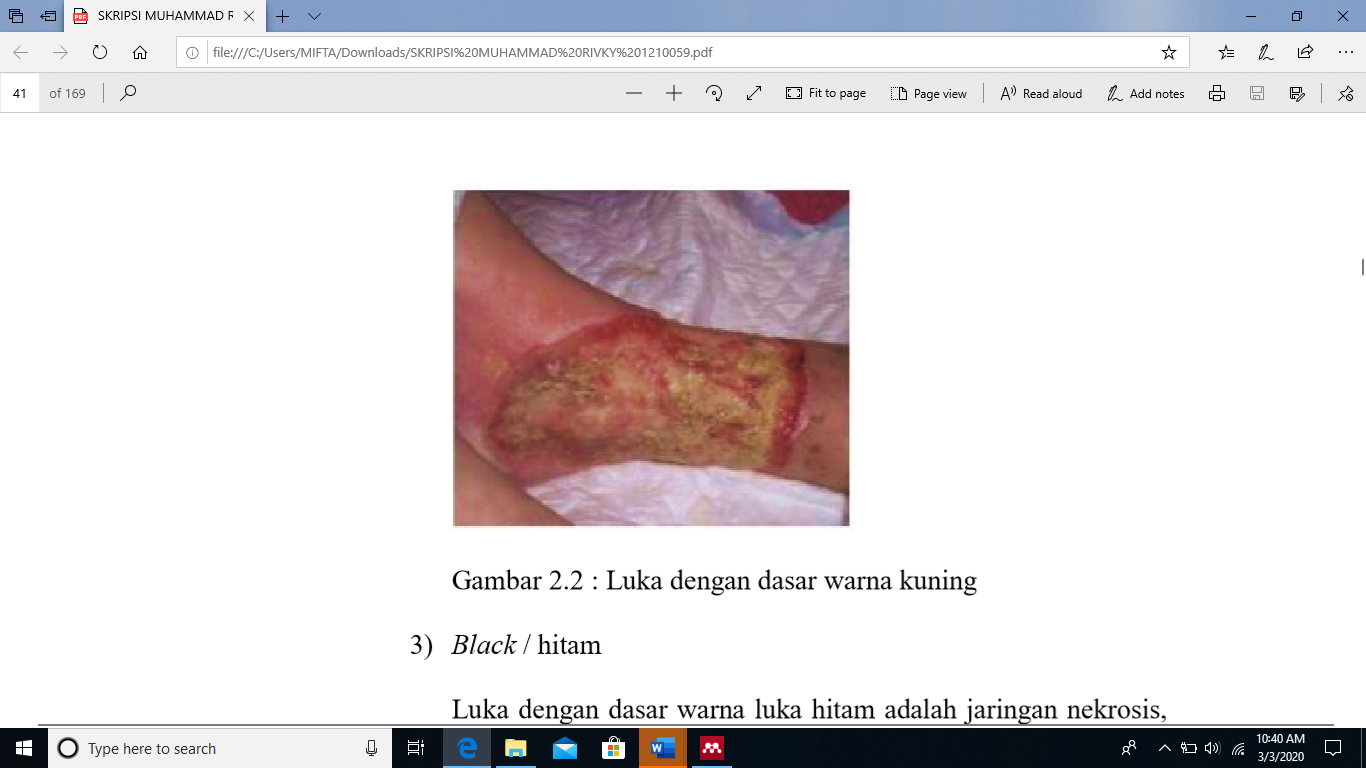 SKRIPSI MUHAMMAD R
file:///C:/Users/MIFTA/Downloads/SKRIPSI%20MUHAMMAD%20RIVKY%201210059.pdf
41 of 169
Fit to page
Page view
Read aloud
Add notes
Gambar 2.2 : Luka dengan dasar warna kuning
3) Black / hitam
Luka dengan dasar warna luka hitam adalah jaringan nekrosis,
Type here to search
10:40 AM
3/3/2020